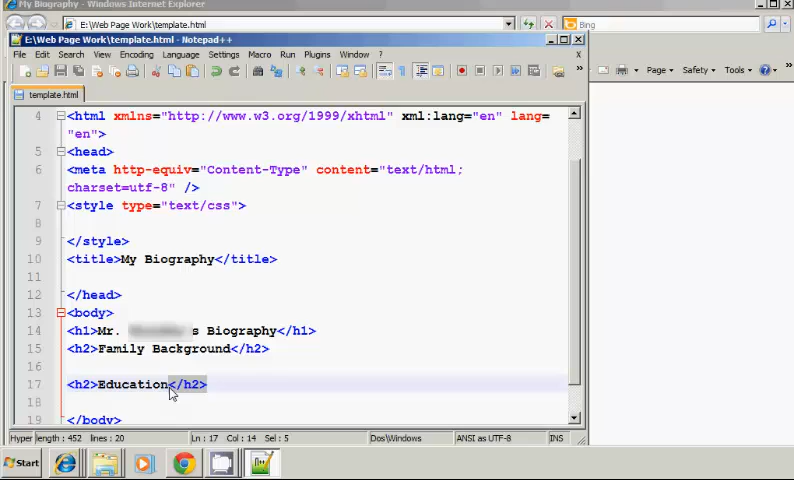 My Biography - Windows Internet Explorer
E:\Web Page Work\template.html
Bing
E:\Web Page Work\template.html - Notepad++
File Edit Search View Encoding Language Settings Macro Run Plugins Window ? X
Page Safety Tools
template.html
4 <html xmlns="http://www.w3.org/1999/xhtml" xml:lang="en" lang=
"en">
5 <head>
6 <meta http-equiv="Content-Type" content="text/html;
charset=utf-8" />
7 <style type="text/css">
8
9 </style>
10 <title>My Biography</title>
11
12 </head>
13 <body>
14 <h1>Mr. s Biography</h1>
15 <h2>Family Background</h2>
16
17 <h2>Education</h2>
18
19 </body>
Hyper length : 452 lines : 20 Ln : 17 Col : 14 Sel : 5 Dos\Windows ANSI as UTF-8 INS
Start